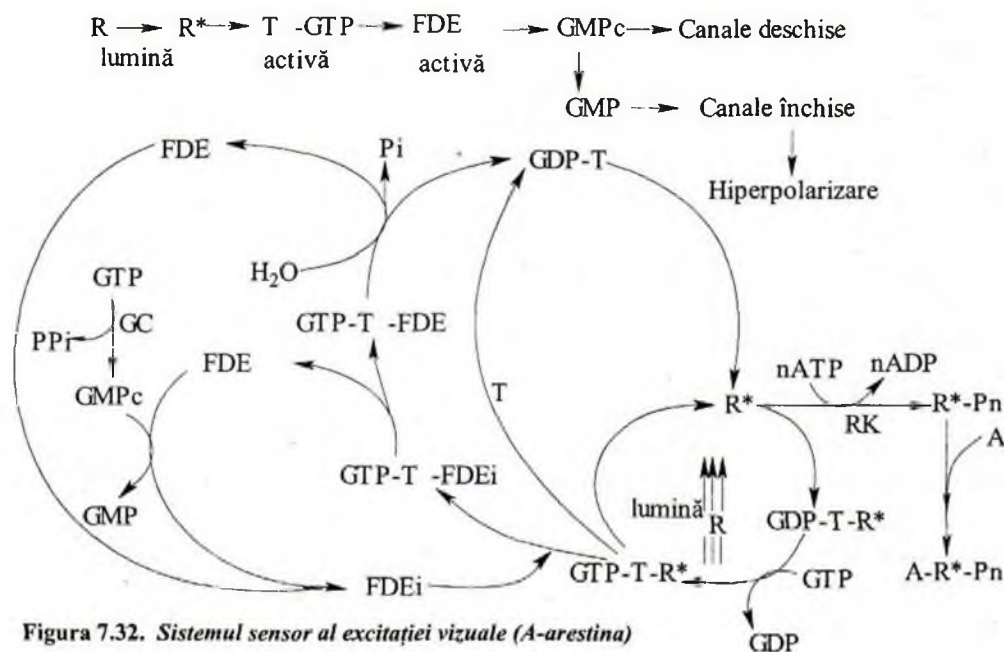 R → R* → T -GTP → FDE → GMPc → Canale deschise
lumină activă activă
GMP → Canale închise
Hiperpolarizare
FDE
Pi
GDP-T
H₂O
GTP
GC
PPi
GMPc
GTP-T -FDE
FDE
T
nATP
nADP
R*
RK
R*-Pn
A
GMP
GTP-T -FDEi
lumină
R
GDP-T-R*
FDEi
GTP-T-R*
GTP
A-R*-Pn
GDP
Figura 7.32. Sistemul sensor al excitației vizuale (A-arestina)